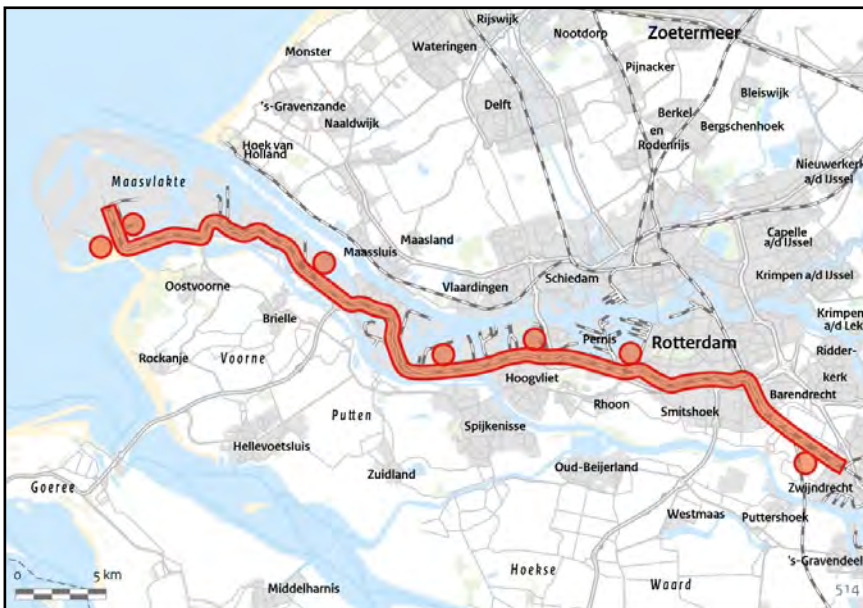 Rijswijk
Nootdorp
Zoetermeer
Monster
Wateringen
Pijnacker
's-Gravenzande
Delft
Bleiswijk
Naaldwijk
Berkel
en
Rodenrijs
Bergschenhoek
Hoek van
Holland
Nieuwerkerk
a/d IJssel
Maasvlakte
Maasland
Maassluis
Capelle
a/d IJssel
Schiedam
Krimpen a/d IJssel
Vlaardingen
Oostvoorne
Brielle
Krimpen
a/d Lek
Pernis
Rotterdam
Ridder-
kerk
Rockanje
Voorne
Hoogvliet
Barendrecht
Rhoon
Smitshoek
Putten
Spijkenisse
Hellevoetsluis
Zuidland
Oud-Beijerland
Zwijndrecht
Goeree
Westmaas
Puttershoek
's-Gravendeel
Hoekse
Waard
0
5 km
Middelharnis
514